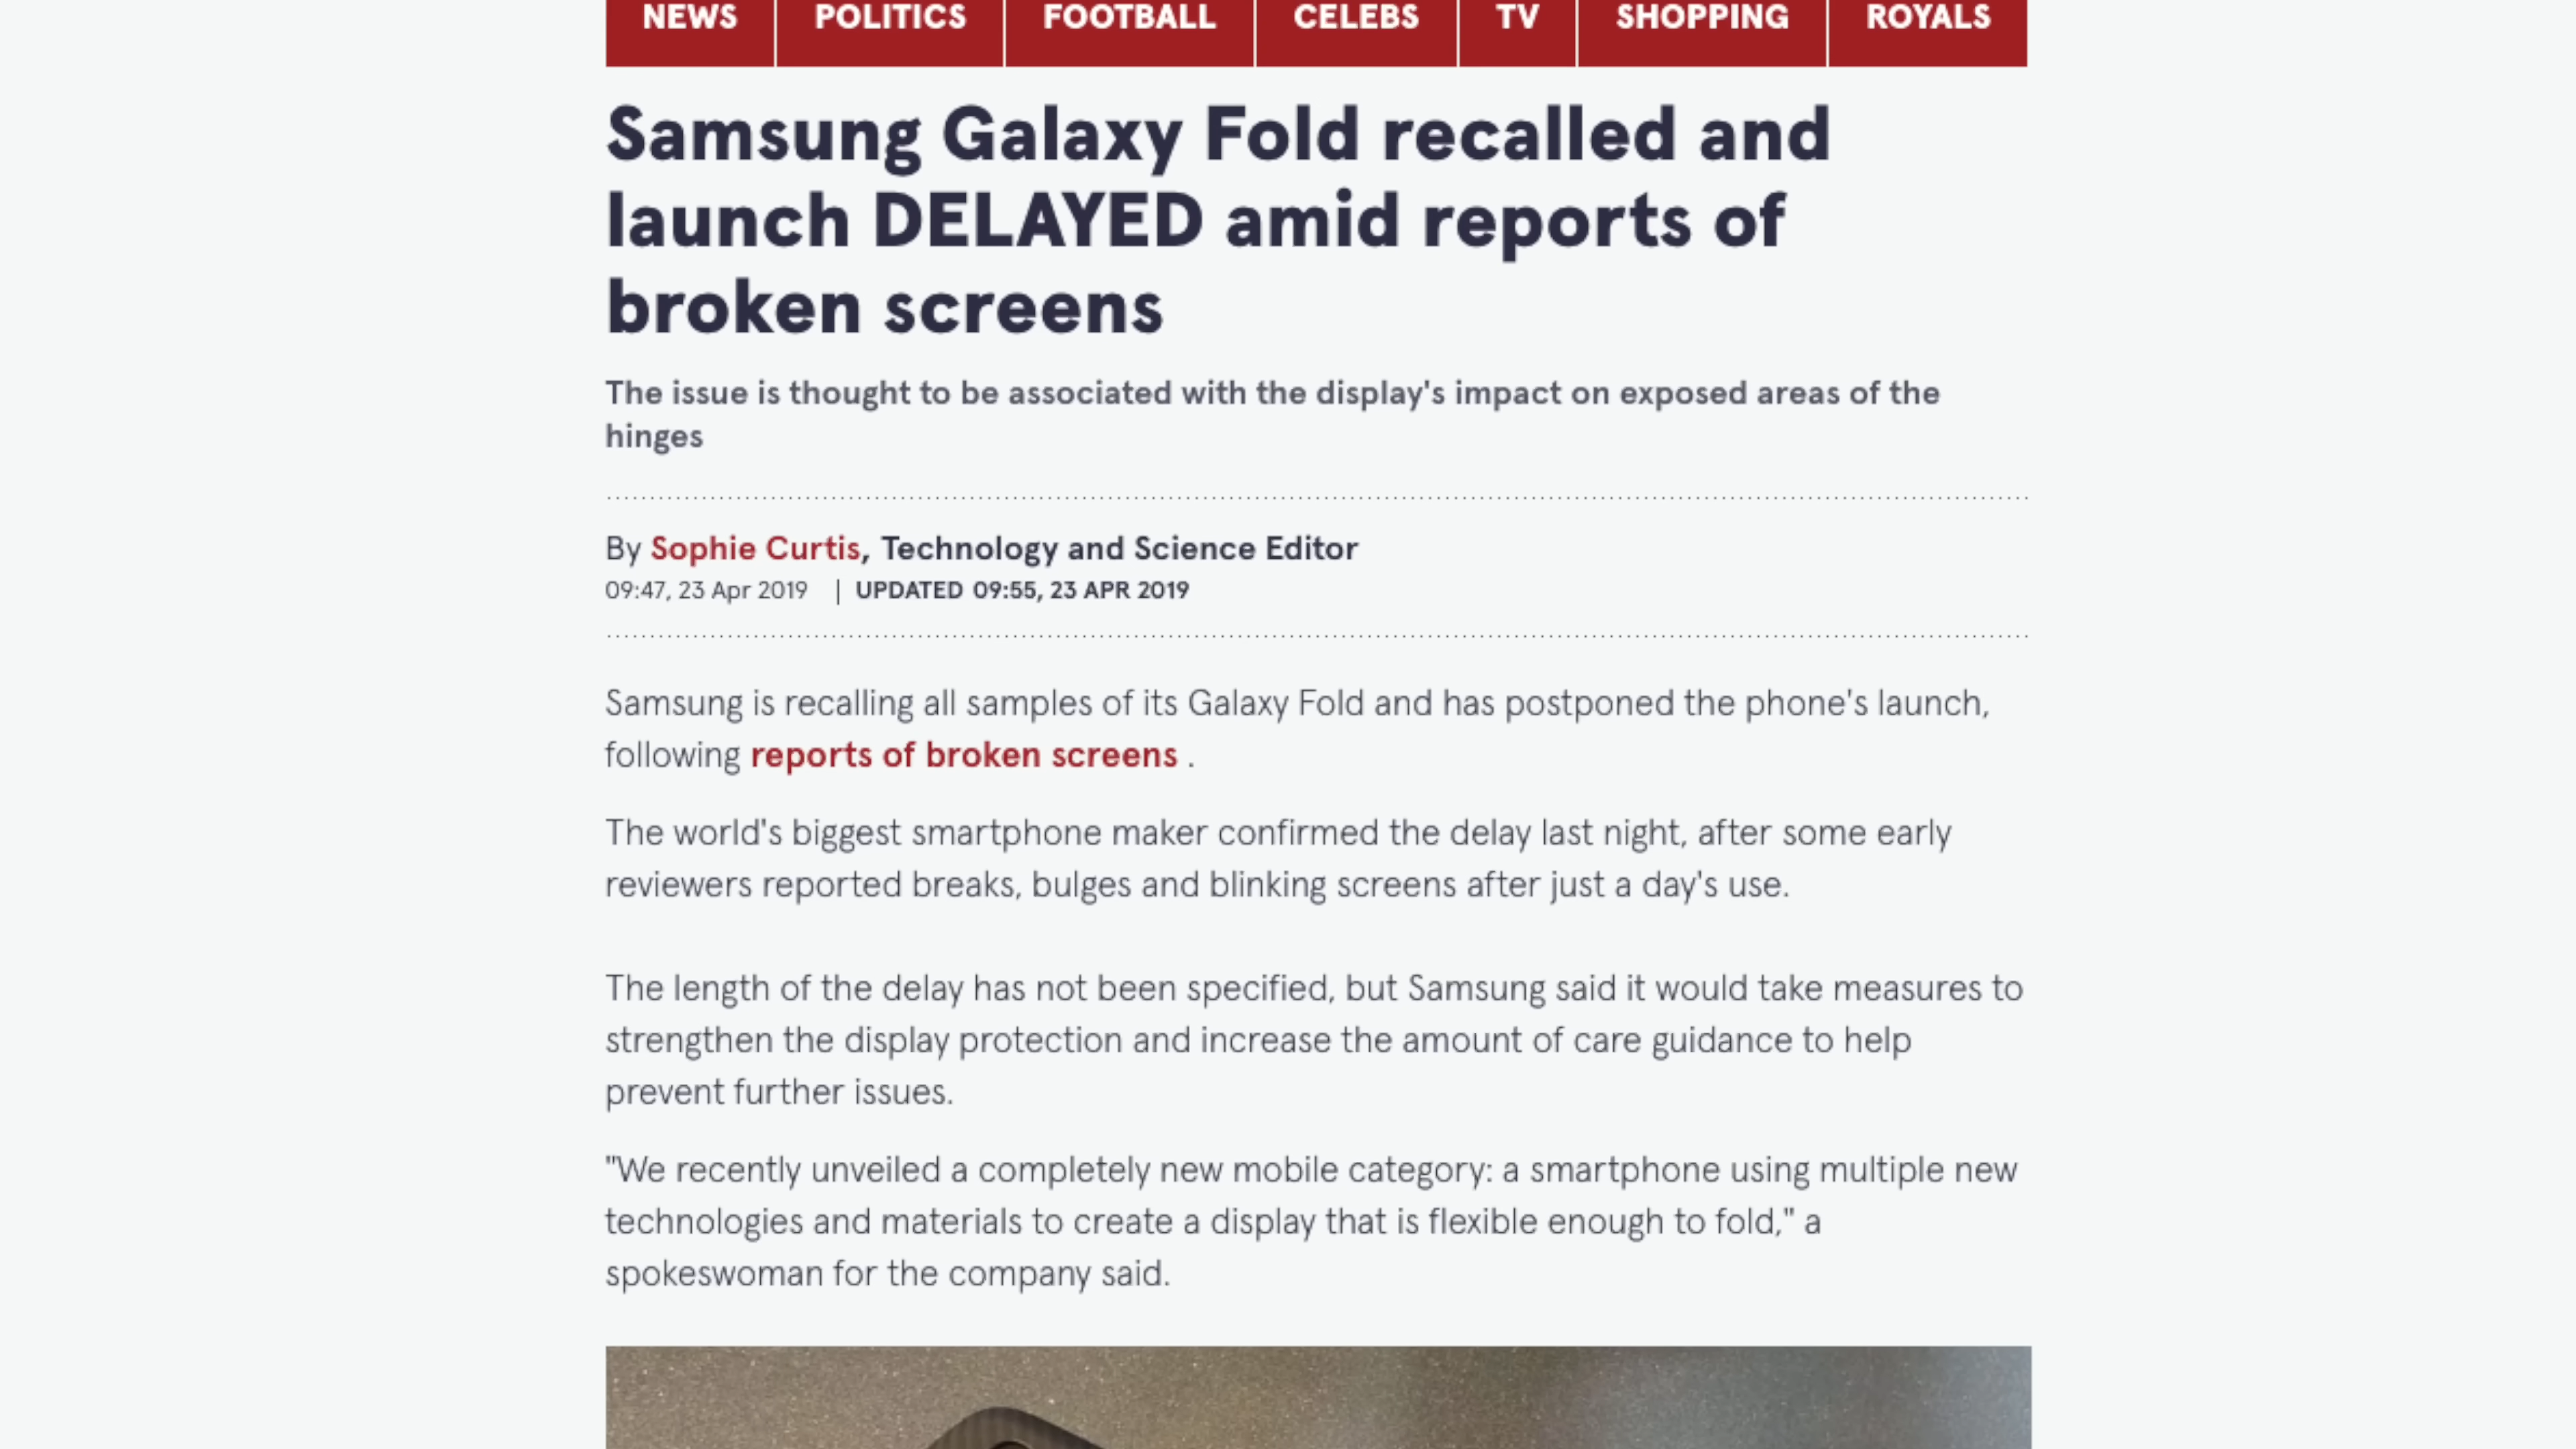 NEWS POLITICS FOOTBALL CELEBS TV SHOPPING ROYALS
Samsung Galaxy Fold recalled and
launch DELAYED amid reports of
broken screens
The issue is thought to be associated with the display's impact on exposed areas of the
hinges
By Sophie Curtis, Technology and Science Editor
09:47, 23 Apr 2019 | UPDATED 09:55, 23 APR 2019
Samsung is recalling all samples of its Galaxy Fold and has postponed the phone's launch,
following reports of broken screens .
The world's biggest smartphone maker confirmed the delay last night, after some early
reviewers reported breaks, bulges and blinking screens after just a day's use.
The length of the delay has not been specified, but Samsung said it would take measures to
strengthen the display protection and increase the amount of care guidance to help
prevent further issues.
"We recently unveiled a completely new mobile category: a smartphone using multiple new
technologies and materials to create a display that is flexible enough to fold," a
spokeswoman for the company said.